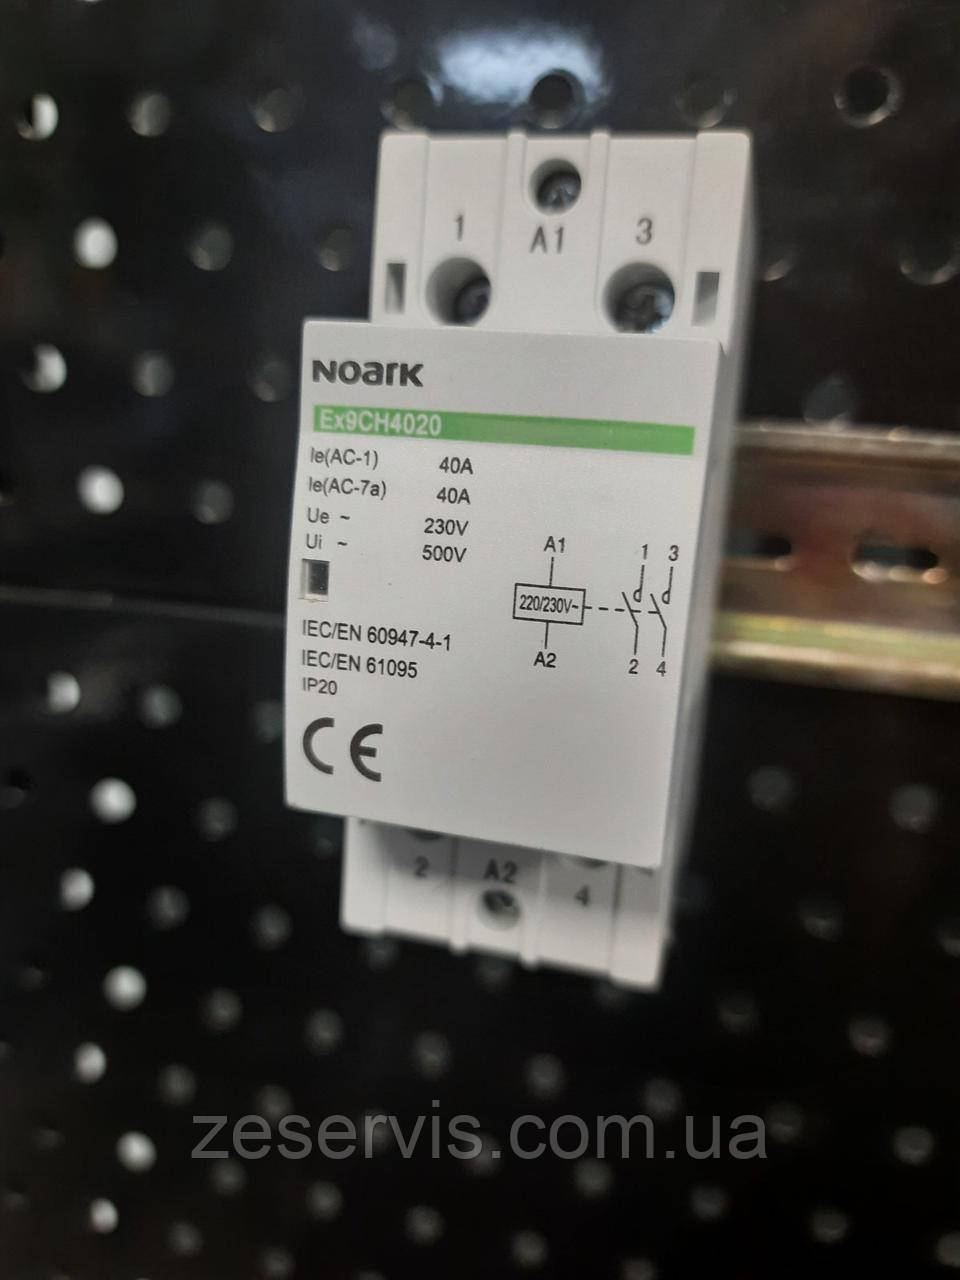 1 A1 3
NOARK
Ex9CH4020
Ie(AC-1) 40A
Ie(AC-7a) 40A
Ue ~ 230V
Ui ~ 500V
A1 1 3
220/230V~
A2 2 4
IEC/EN 60947-4-1
IEC/EN 61095
IP20
CE
2 A2 4
zeservis.com.ua